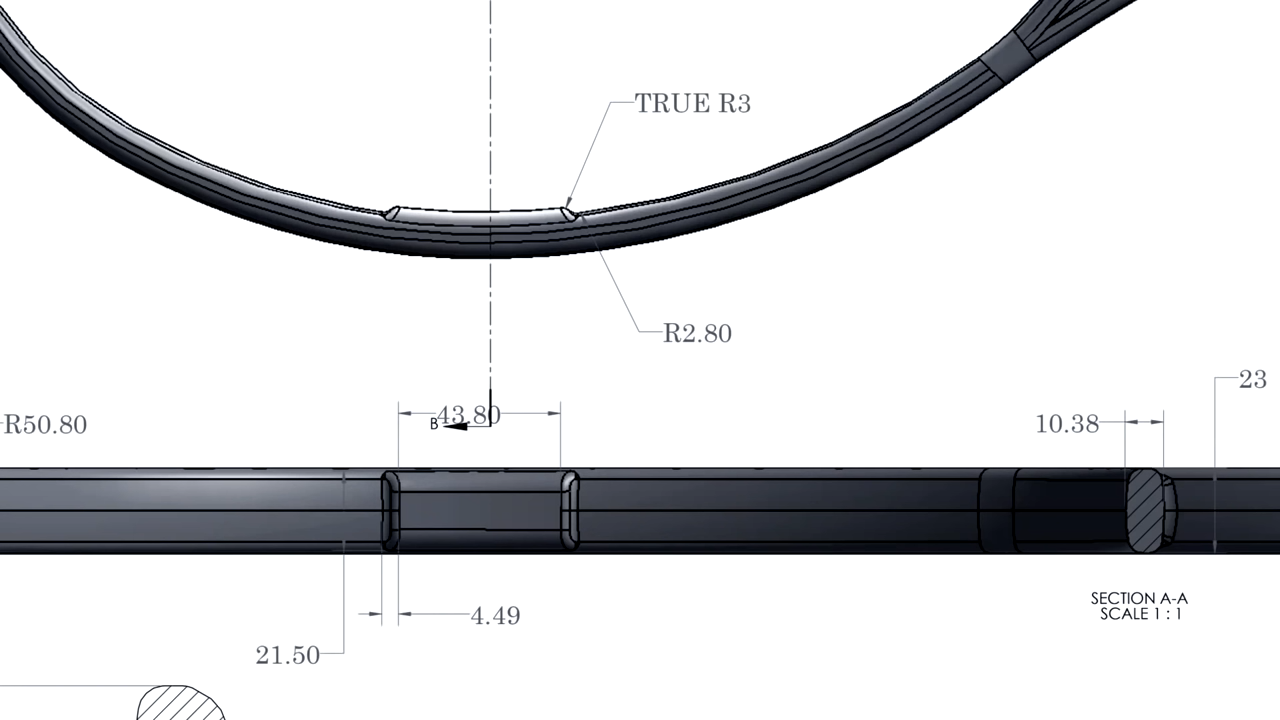 TRUE R3
R2.80
23
43.80
B
R50.80
10.38
SECTION A-A
SCALE 1 : 1
4.49
21.50